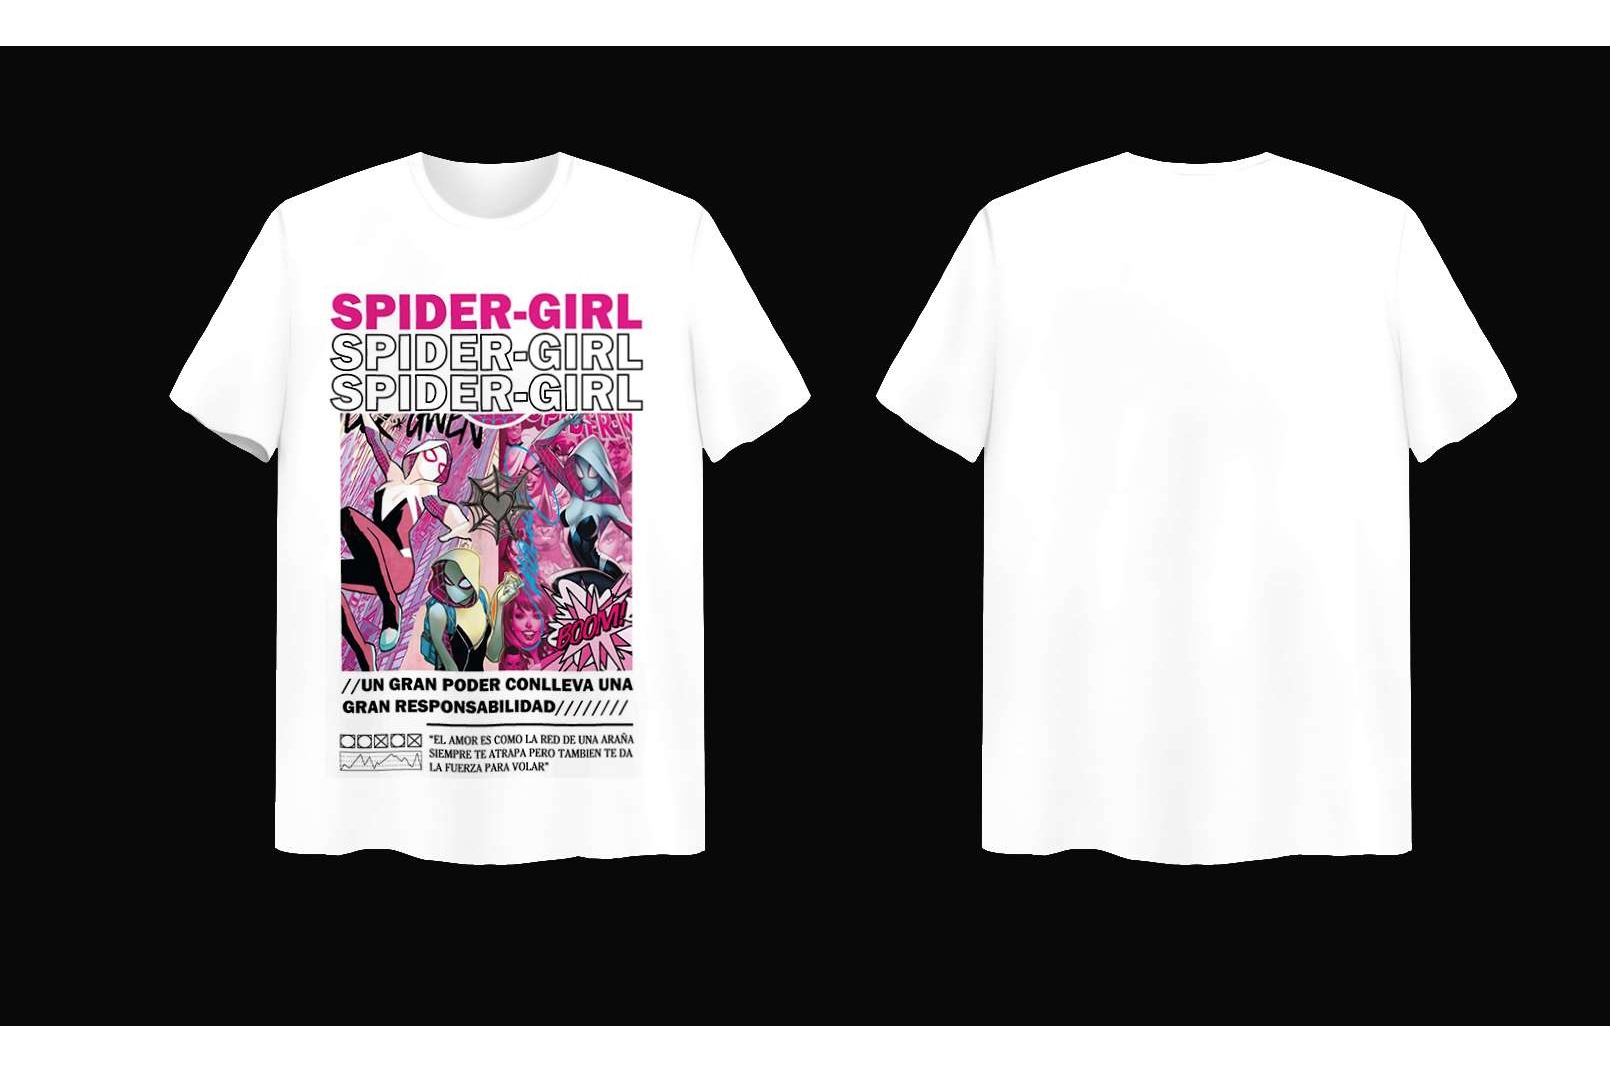 SPIDER-GIRL
SPIDER-GIRL
SPIDER-GIRL
GWEN
BOOM!
//UN GRAN PODER CONLLEVA UNA
GRAN RESPONSABILIDAD////////
"EL AMOR ES COMO LA RED DE UNA ARAÑA
SIEMPRE TE ATRAPA PERO TAMBIEN TE DA
LA FUERZA PARA VOLAR"